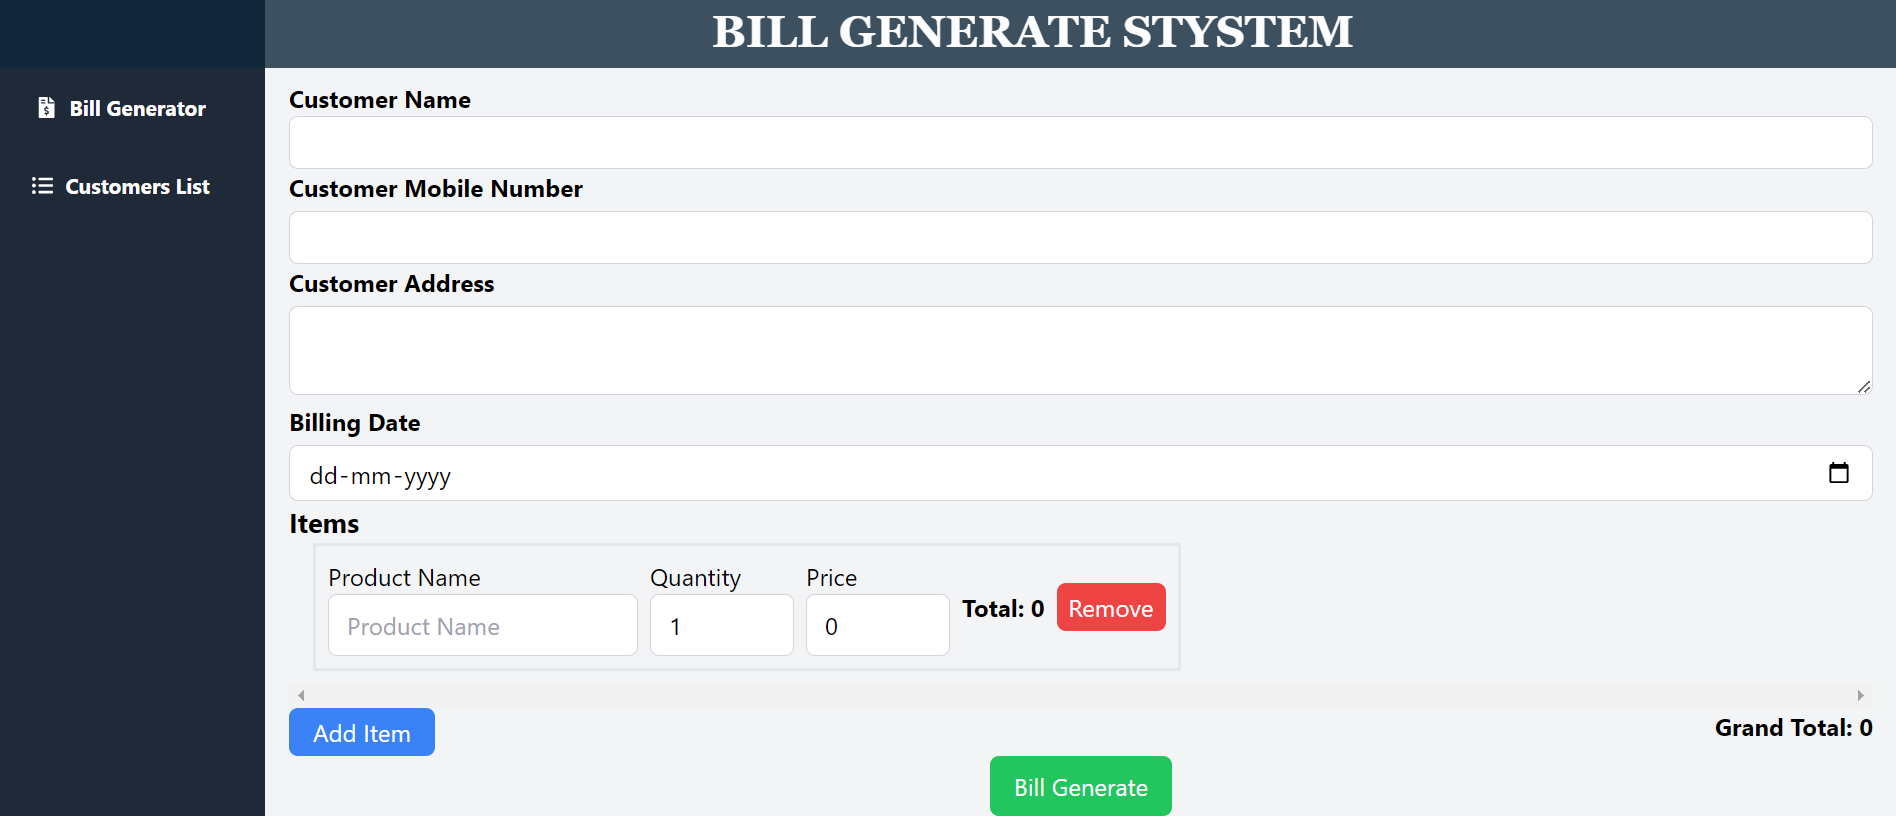 BILL GENERATE STYSTEM
Bill Generator
Customers List
Customer Name
Customer Mobile Number
Customer Address
Billing Date
dd-mm-yyyy
Items
Product Name Quantity Price
Product Name 1 0 Total: 0 Remove
Add Item Grand Total: 0
Bill Generate